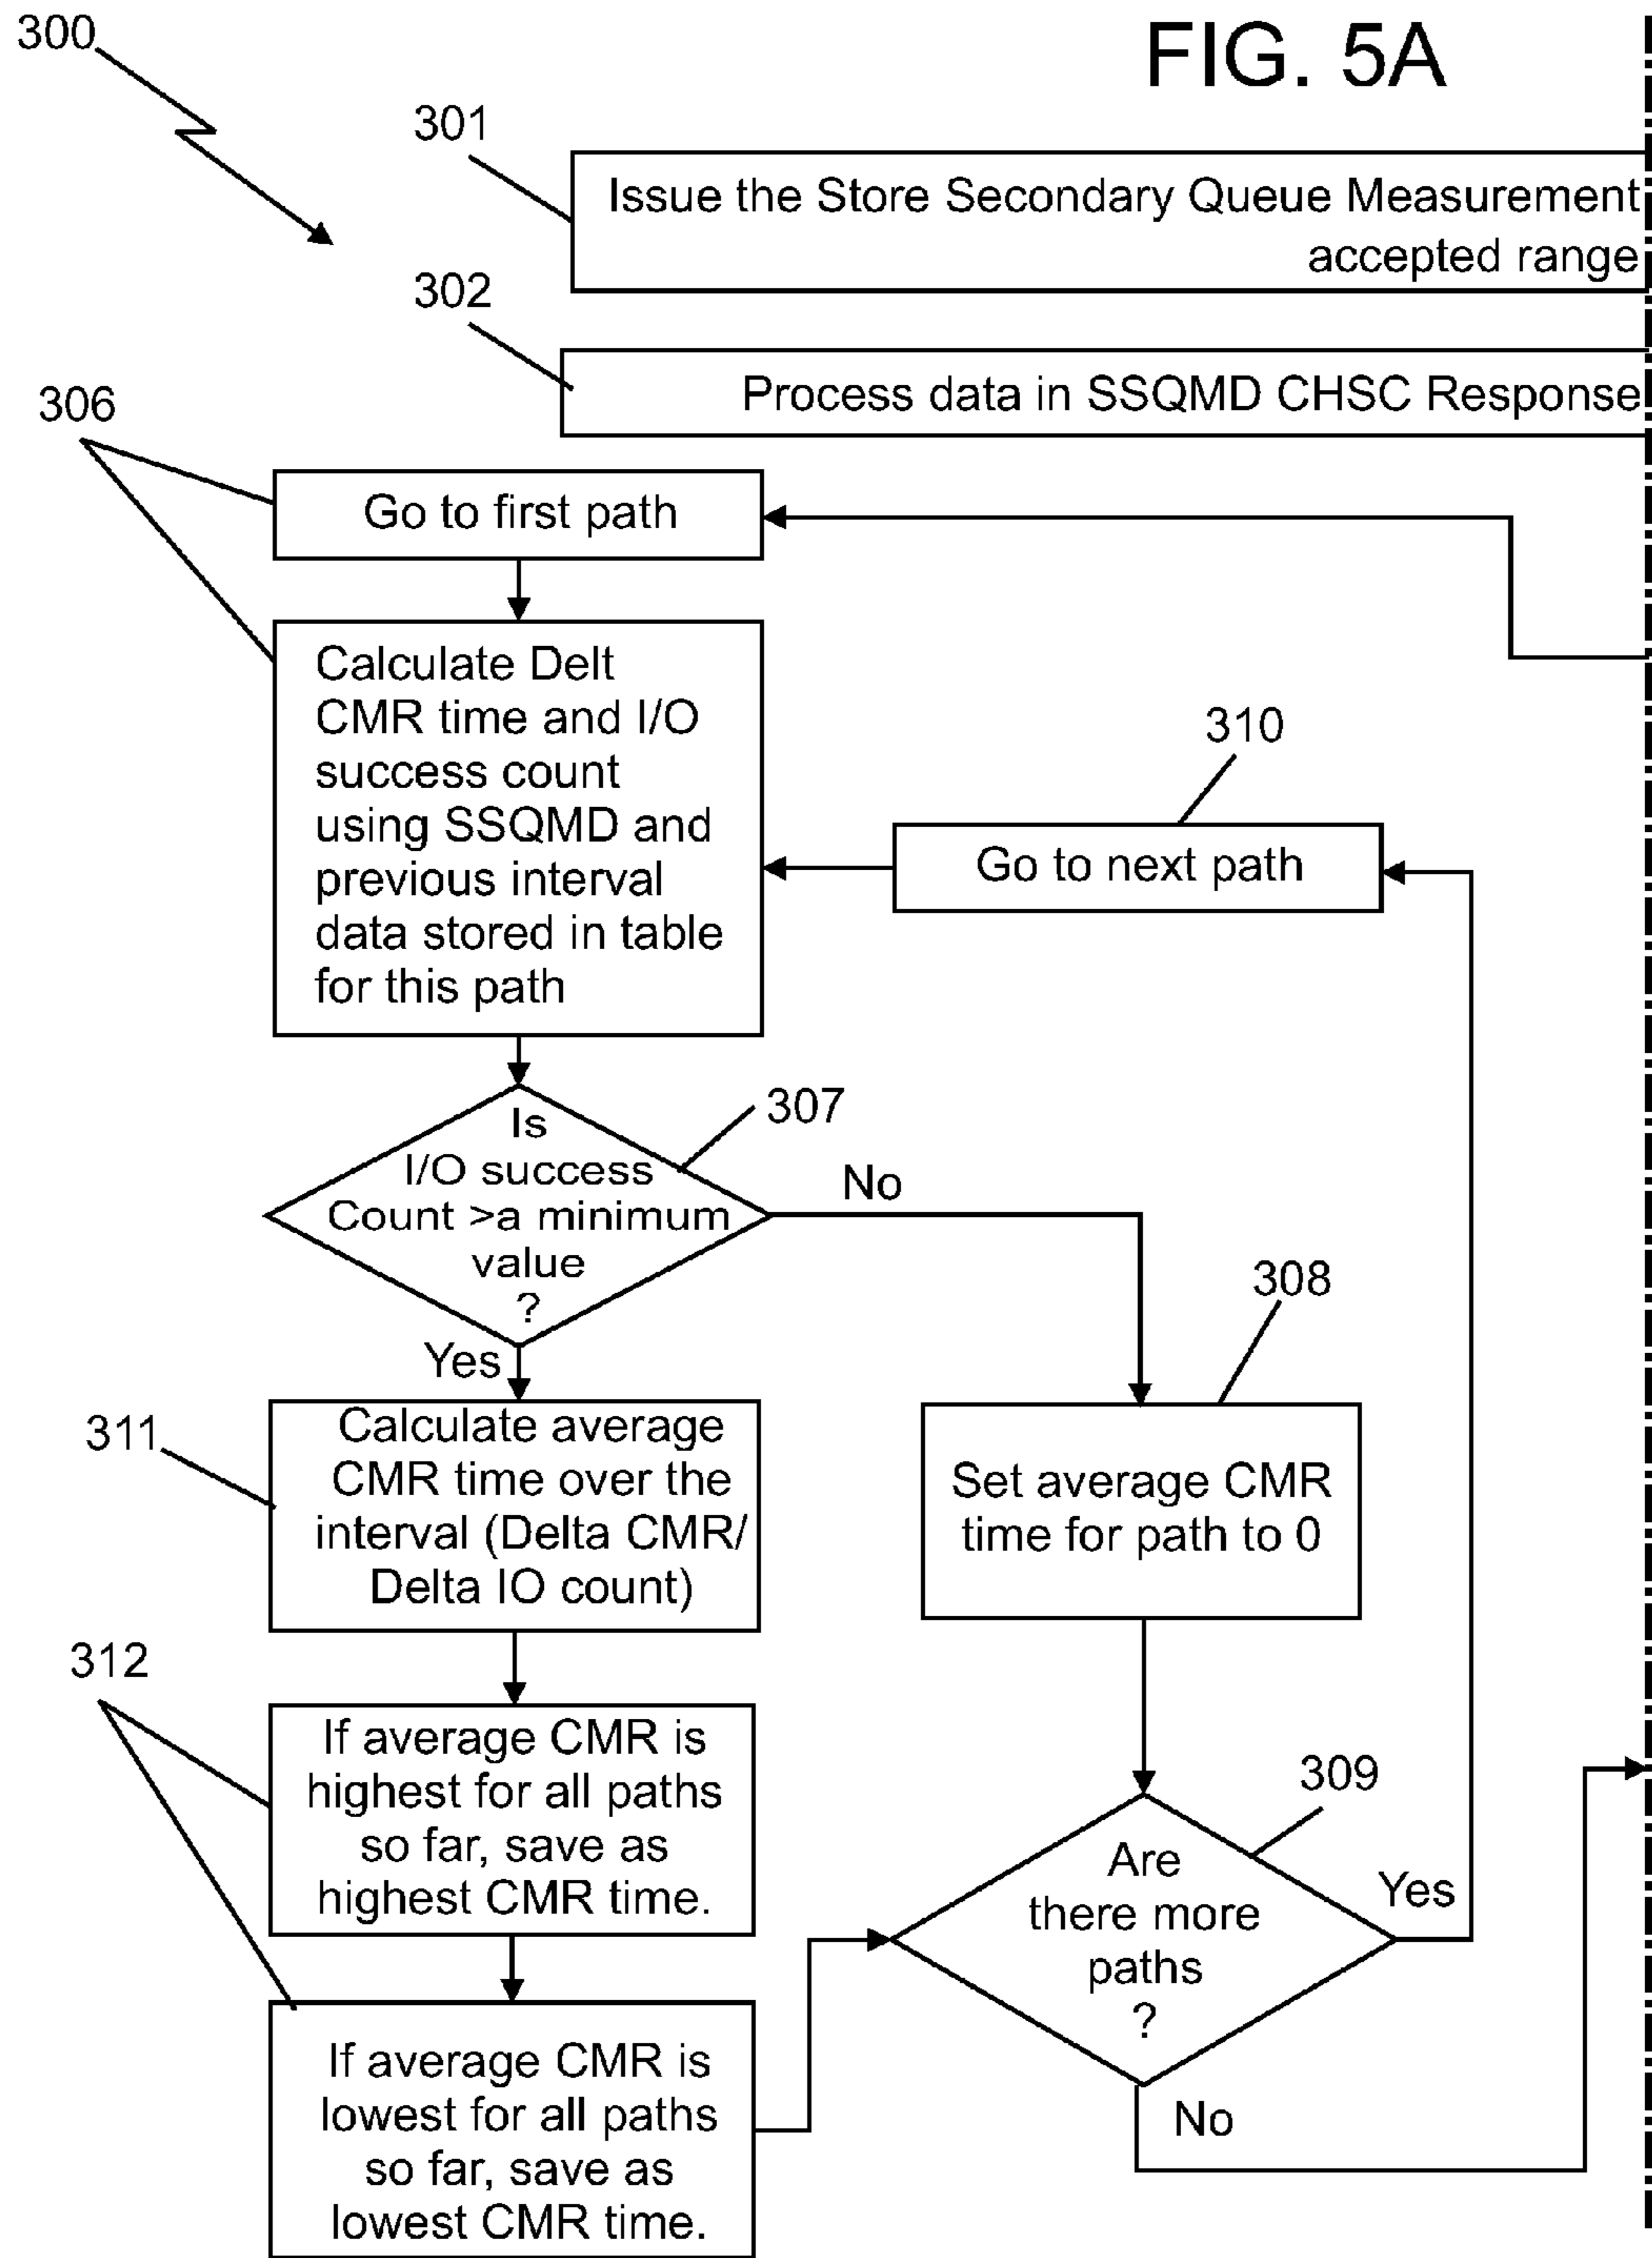 300
FIG. 5A
301
Issue the Store Secondary Queue Measurement
accepted range
302
Process data in SSQMD CHSC Response
306
Go to first path
Calculate Delt
CMR time and I/O
success count
using SSQMD and
previous interval
data stored in table
for this path
310
Go to next path
307
Is
I/O success
Count >a minimum
value
?
No
Yes
308
Set average CMR
time for path to 0
311
Calculate average
CMR time over the
interval (Delta CMR/
Delta IO count)
312
If average CMR is
highest for all paths
so far, save as
highest CMR time.
If average CMR is
lowest for all paths
so far, save as
lowest CMR time.
309
Are
there more
paths
?
Yes
No